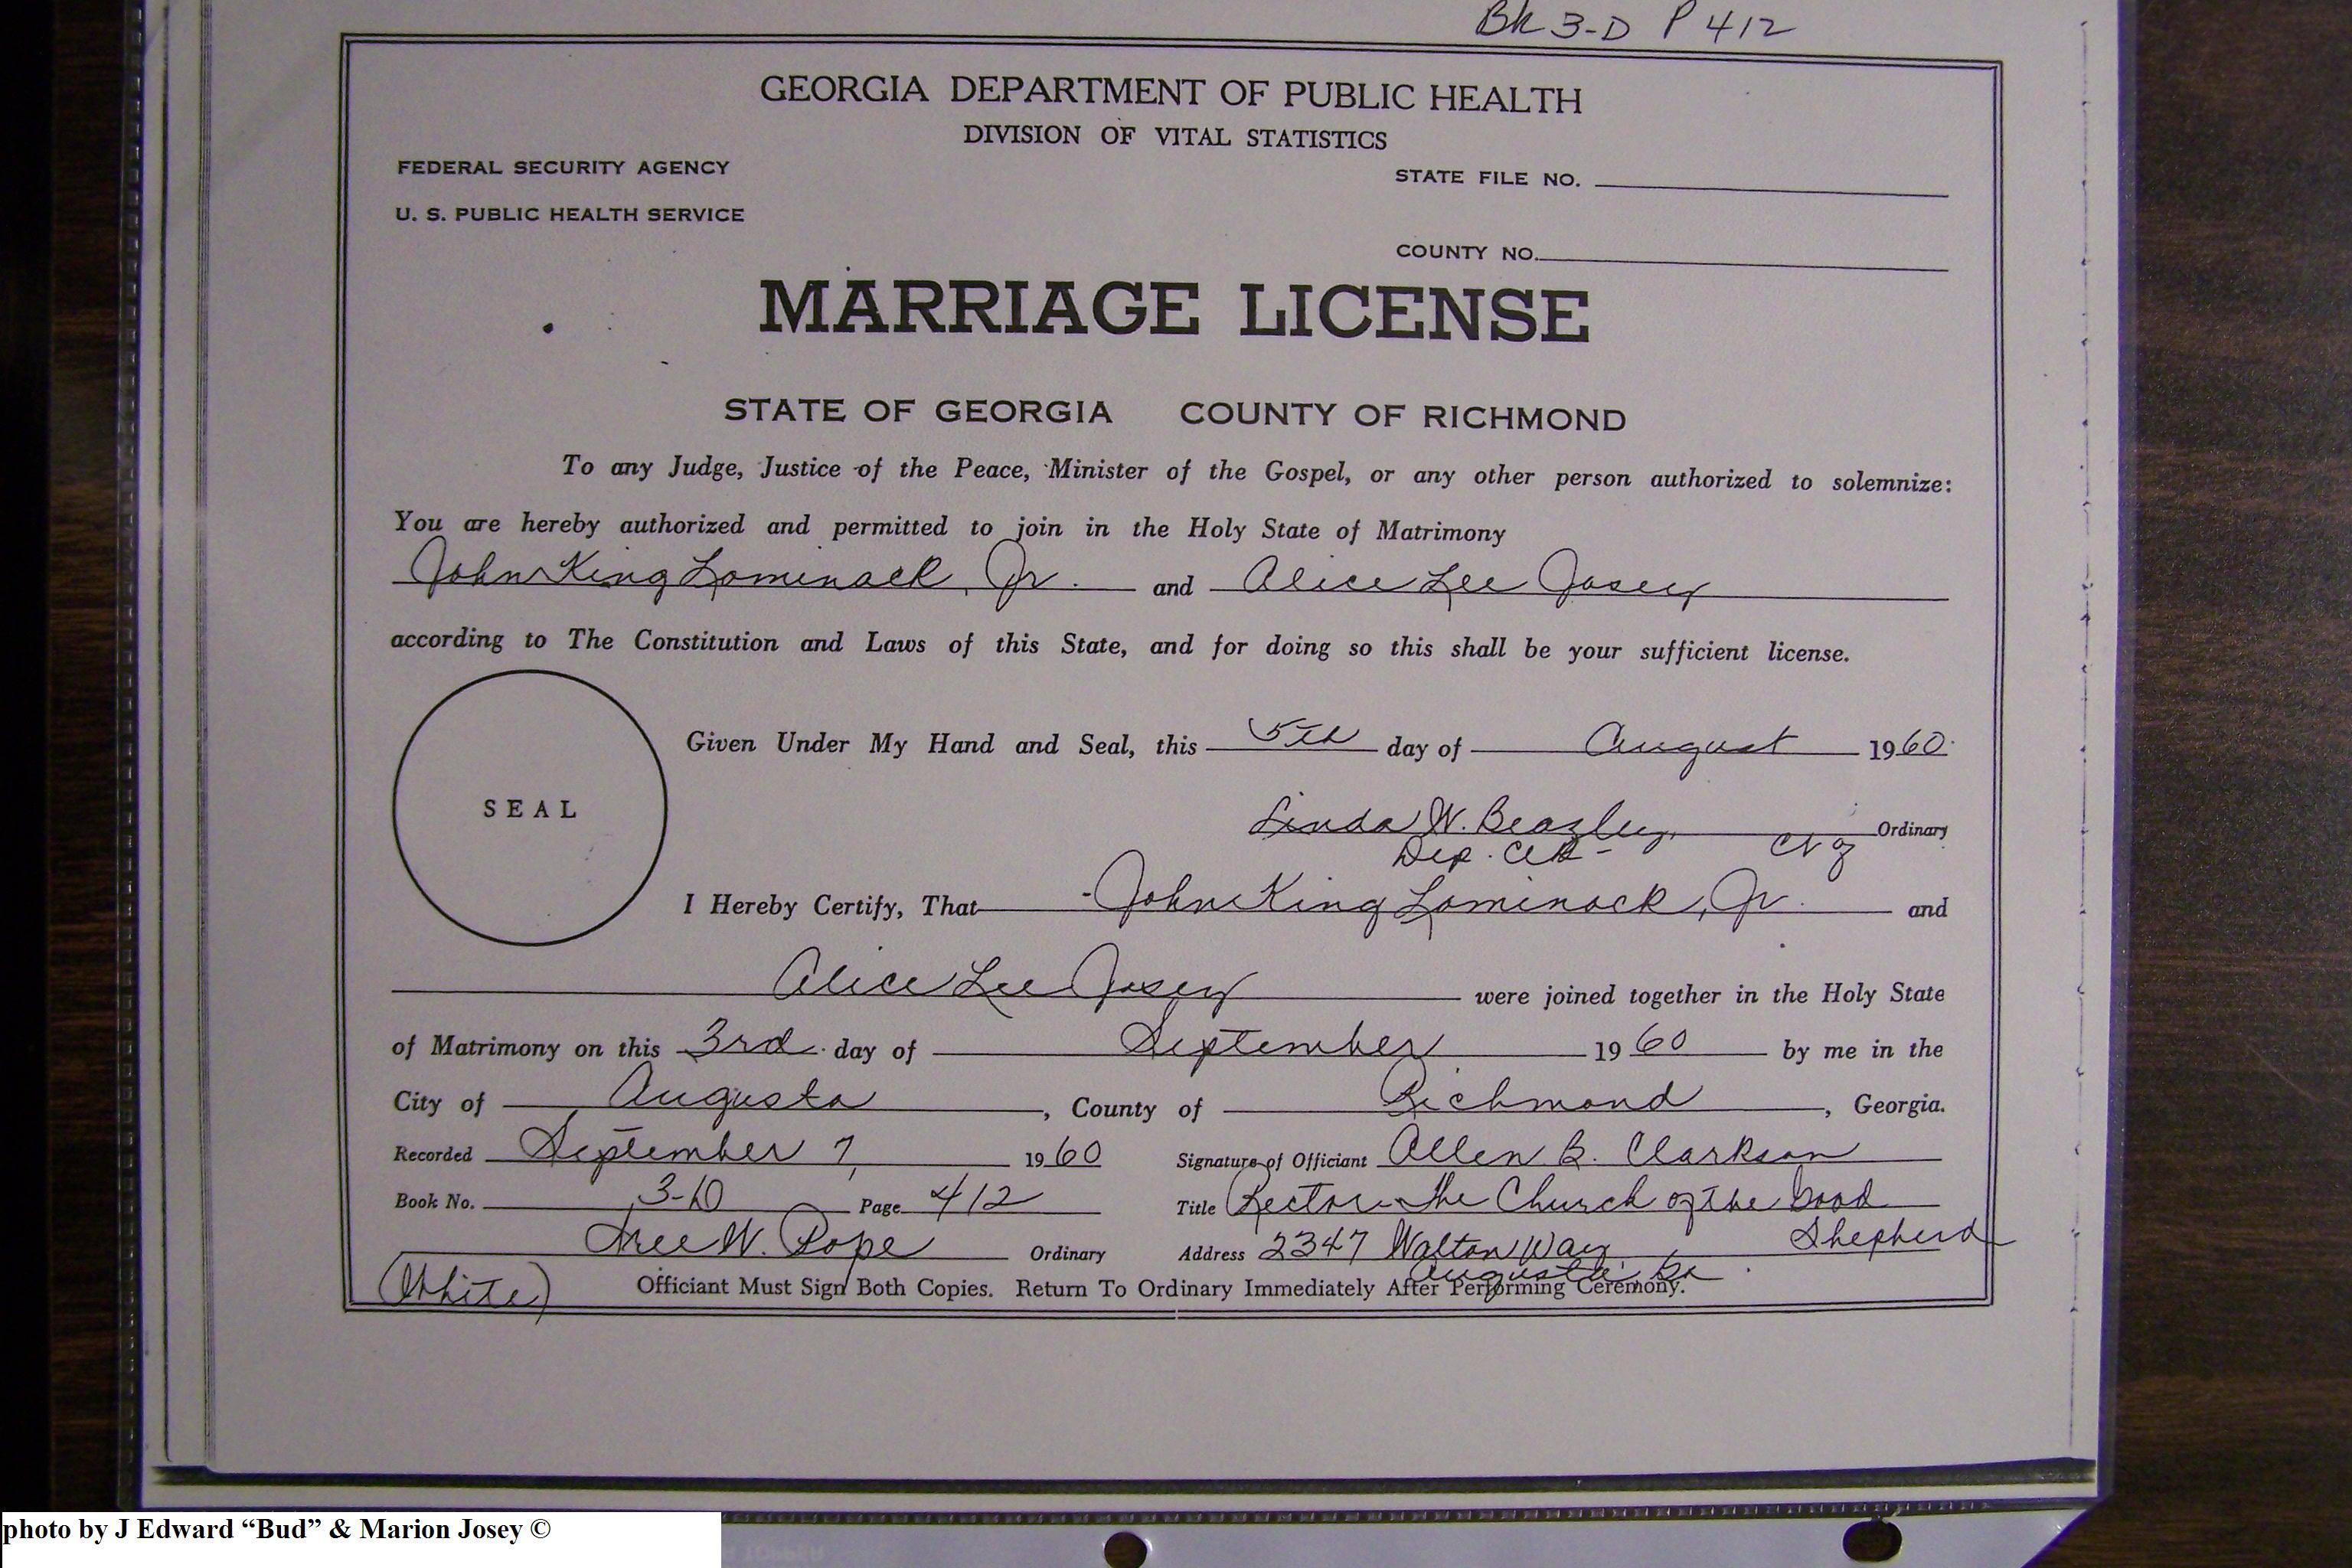 Bk 3-D P 412
GEORGIA DEPARTMENT OF PUBLIC HEALTH
DIVISION OF VITAL STATISTICS
FEDERAL SECURITY AGENCY
STATE FILE NO.
U. S. PUBLIC HEALTH SERVICE
COUNTY NO.
MARRIAGE LICENSE
STATE OF GEORGIA COUNTY OF RICHMOND
To any Judge, Justice of the Peace, Minister of the Gospel, or any other person authorized to solemnize:
You are hereby authorized and permitted to join in the Holy State of Matrimony
John King Lominack, Jr. and Alice Lee Josey
according to The Constitution and Laws of this State, and for doing so this shall be your sufficient license.
SEAL
Given Under My Hand and Seal, this 5th day of August 1960
Linda W. Beazley, Ordinary
Dep. Clk
I Hereby Certify, That John King Lominack, Jr. and
Alice Lee Josey were joined together in the Holy State
of Matrimony on this 3rd day of September 1960 by me in the
City of Augusta, County of Richmond, Georgia.
Recorded September 7, 1960 Signature of Officiant Allen B. Clarkson
Book No. 3-D Page 412 Title Rector-The Church of the Good
Shepherd
W. Pope Ordinary Address 2347 Walton Way
Augusta, Ga
(White) Officiant Must Sign Both Copies. Return To Ordinary Immediately After Performing Ceremony.
photo by J Edward “Bud” & Marion Josey ©